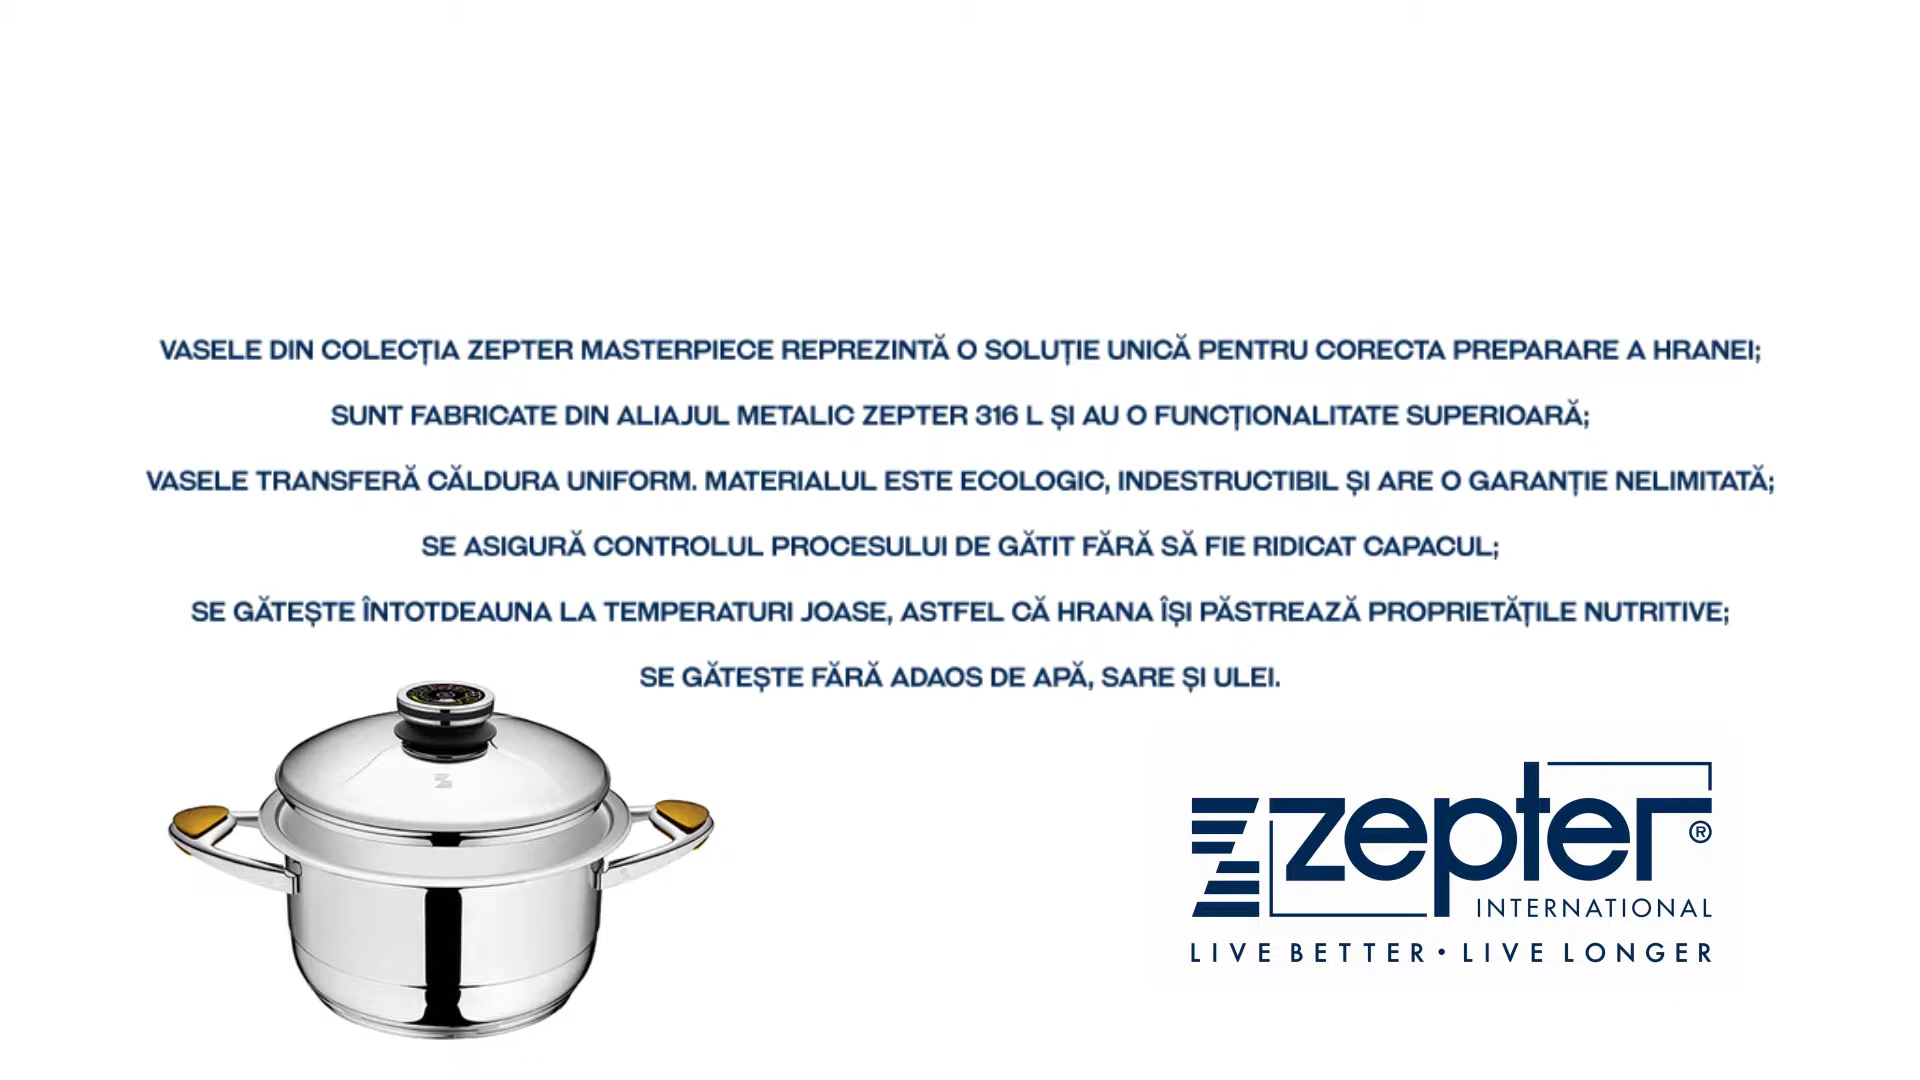 VASELE DIN COLECȚIA ZEPTER MASTERPIECE REPREZINTĂ O SOLUȚIE UNICĂ PENTRU CORECTA PREPARARE A HRANEI;
SUNT FABRICATE DIN ALIAJUL METALIC ZEPTER 316 L ȘI AU O FUNCȚIONALITATE SUPERIOARĂ;
VASELE TRANSFERĂ CĂLDURA UNIFORM. MATERIALUL ESTE ECOLOGIC, INDESTRUCTIBIL ȘI ARE O GARANȚIE NELIMITATĂ;
SE ASIGURĂ CONTROLUL PROCESULUI DE GĂTIT FĂRĂ SĂ FIE RIDICAT CAPACUL;
SE GĂTEȘTE ÎNTOTDEAUNA LA TEMPERATURI JOASE, ASTFEL CĂ HRANA ÎȘI PĂSTREAZĂ PROPRIETĂȚILE NUTRITIVE;
SE GĂTEȘTE FĂRĂ ADAOS DE APĂ, SARE ȘI ULEI.
zepter®
INTERNATIONAL
LIVE BETTER • LIVE LONGER